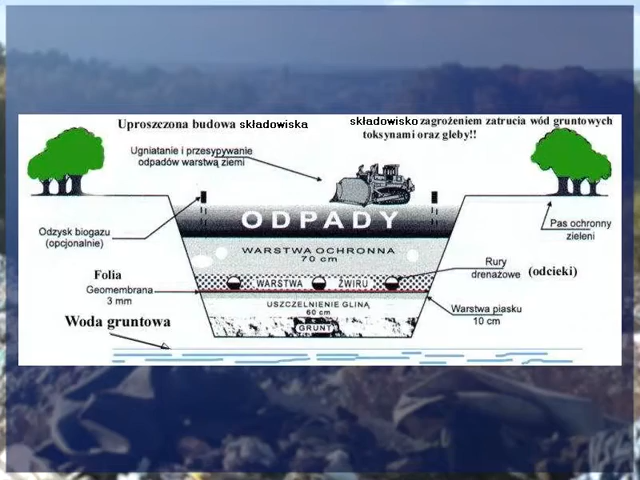 Uproszczona budowa składowiska
składowisko zagrożeniem zatrucia wód gruntowych
toksynami oraz gleby!!
Ugniatanie i przesypywanie
odpadów warstwą ziemi
ODPADY
Odzysk biogazu
(opcjonalnie)
Pas ochronny
zieleni
WARSTWA OCHRONNA
70 cm
Rury
drenażowe (odcieki)
Folia
Geomembrana
3 mm
WARSTWA ŻWIRU
USZCZELNIENIE GLINĄ
60 cm
Warstwa piasku
10 cm
Woda gruntowa
GRUNT